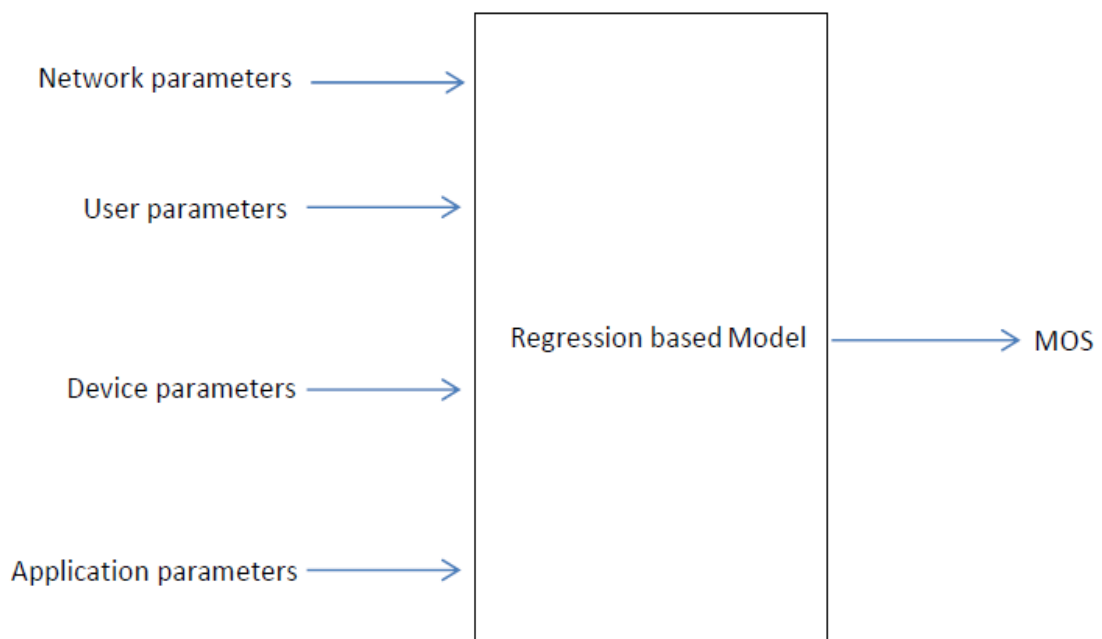 Network parameters
User parameters
Regression based Model
MOS
Device parameters
Application parameters